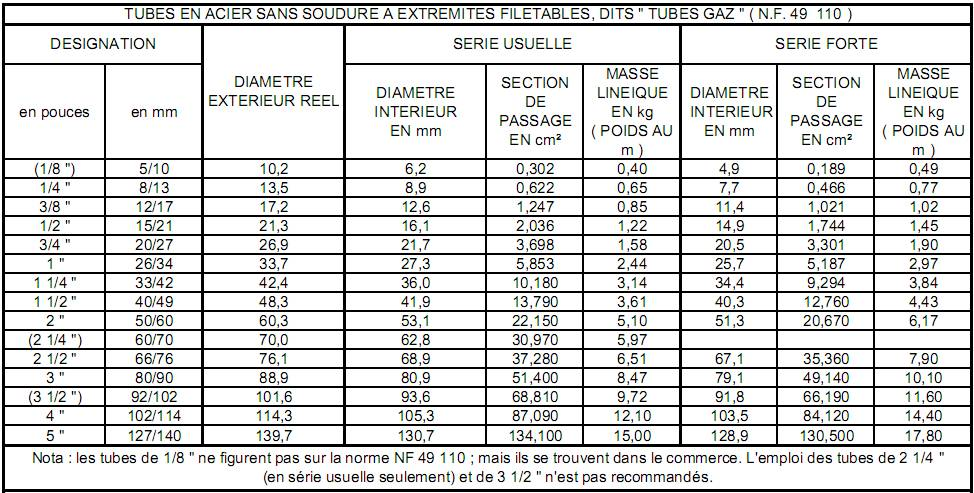 TUBES EN ACIER SANS SOUDURE A EXTREMITES FILETABLES, DITS " TUBES GAZ " ( N.F. 49 110 )
DESIGNATION SERIE USUELLE SERIE FORTE
en pouces en mm DIAMETRE EXTERIEUR REEL DIAMETRE INTERIEUR EN mm SECTION DE PASSAGE EN cm² MASSE LINEIQUE EN kg ( POIDS AU m ) DIAMETRE INTERIEUR EN mm SECTION DE PASSAGE EN cm² MASSE LINEIQUE EN kg ( POIDS AU m )
(1/8 ") 5/10 10,2 6,2 0,302 0,40 4,9 0,189 0,49
1/4 " 8/13 13,5 8,9 0,622 0,65 7,7 0,466 0,77
3/8 " 12/17 17,2 12,6 1,247 0,85 11,4 1,021 1,02
1/2 " 15/21 21,3 16,1 2,036 1,22 14,9 1,744 1,45
3/4 " 20/27 26,9 21,7 3,698 1,58 20,5 3,301 1,90
1 " 26/34 33,7 27,3 5,853 2,44 25,7 5,187 2,97
1 1/4 " 33/42 42,4 36,0 10,180 3,14 34,4 9,294 3,84
1 1/2 " 40/49 48,3 41,9 13,790 3,61 40,3 12,760 4,43
2 " 50/60 60,3 53,1 22,150 5,10 51,3 20,670 6,17
(2 1/4 ") 60/70 70,0 62,8 30,970 5,97
2 1/2 " 66/76 76,1 68,9 37,280 6,51 67,1 35,360 7,90
3 " 80/90 88,9 80,9 51,400 8,47 79,1 49,140 10,10
(3 1/2 ") 92/102 101,6 93,6 68,810 9,72 91,8 66,190 11,60
4 " 102/114 114,3 105,3 87,090 12,10 103,5 84,120 14,40
5 " 127/140 139,7 130,7 134,100 15,00 128,9 130,500 17,80
Nota : les tubes de 1/8 " ne figurent pas sur la norme NF 49 110 ; mais ils se trouvent dans le commerce. L'emploi des tubes de 2 1/4 "
(en série usuelle seulement) et de 3 1/2 " n'est pas recommandés.